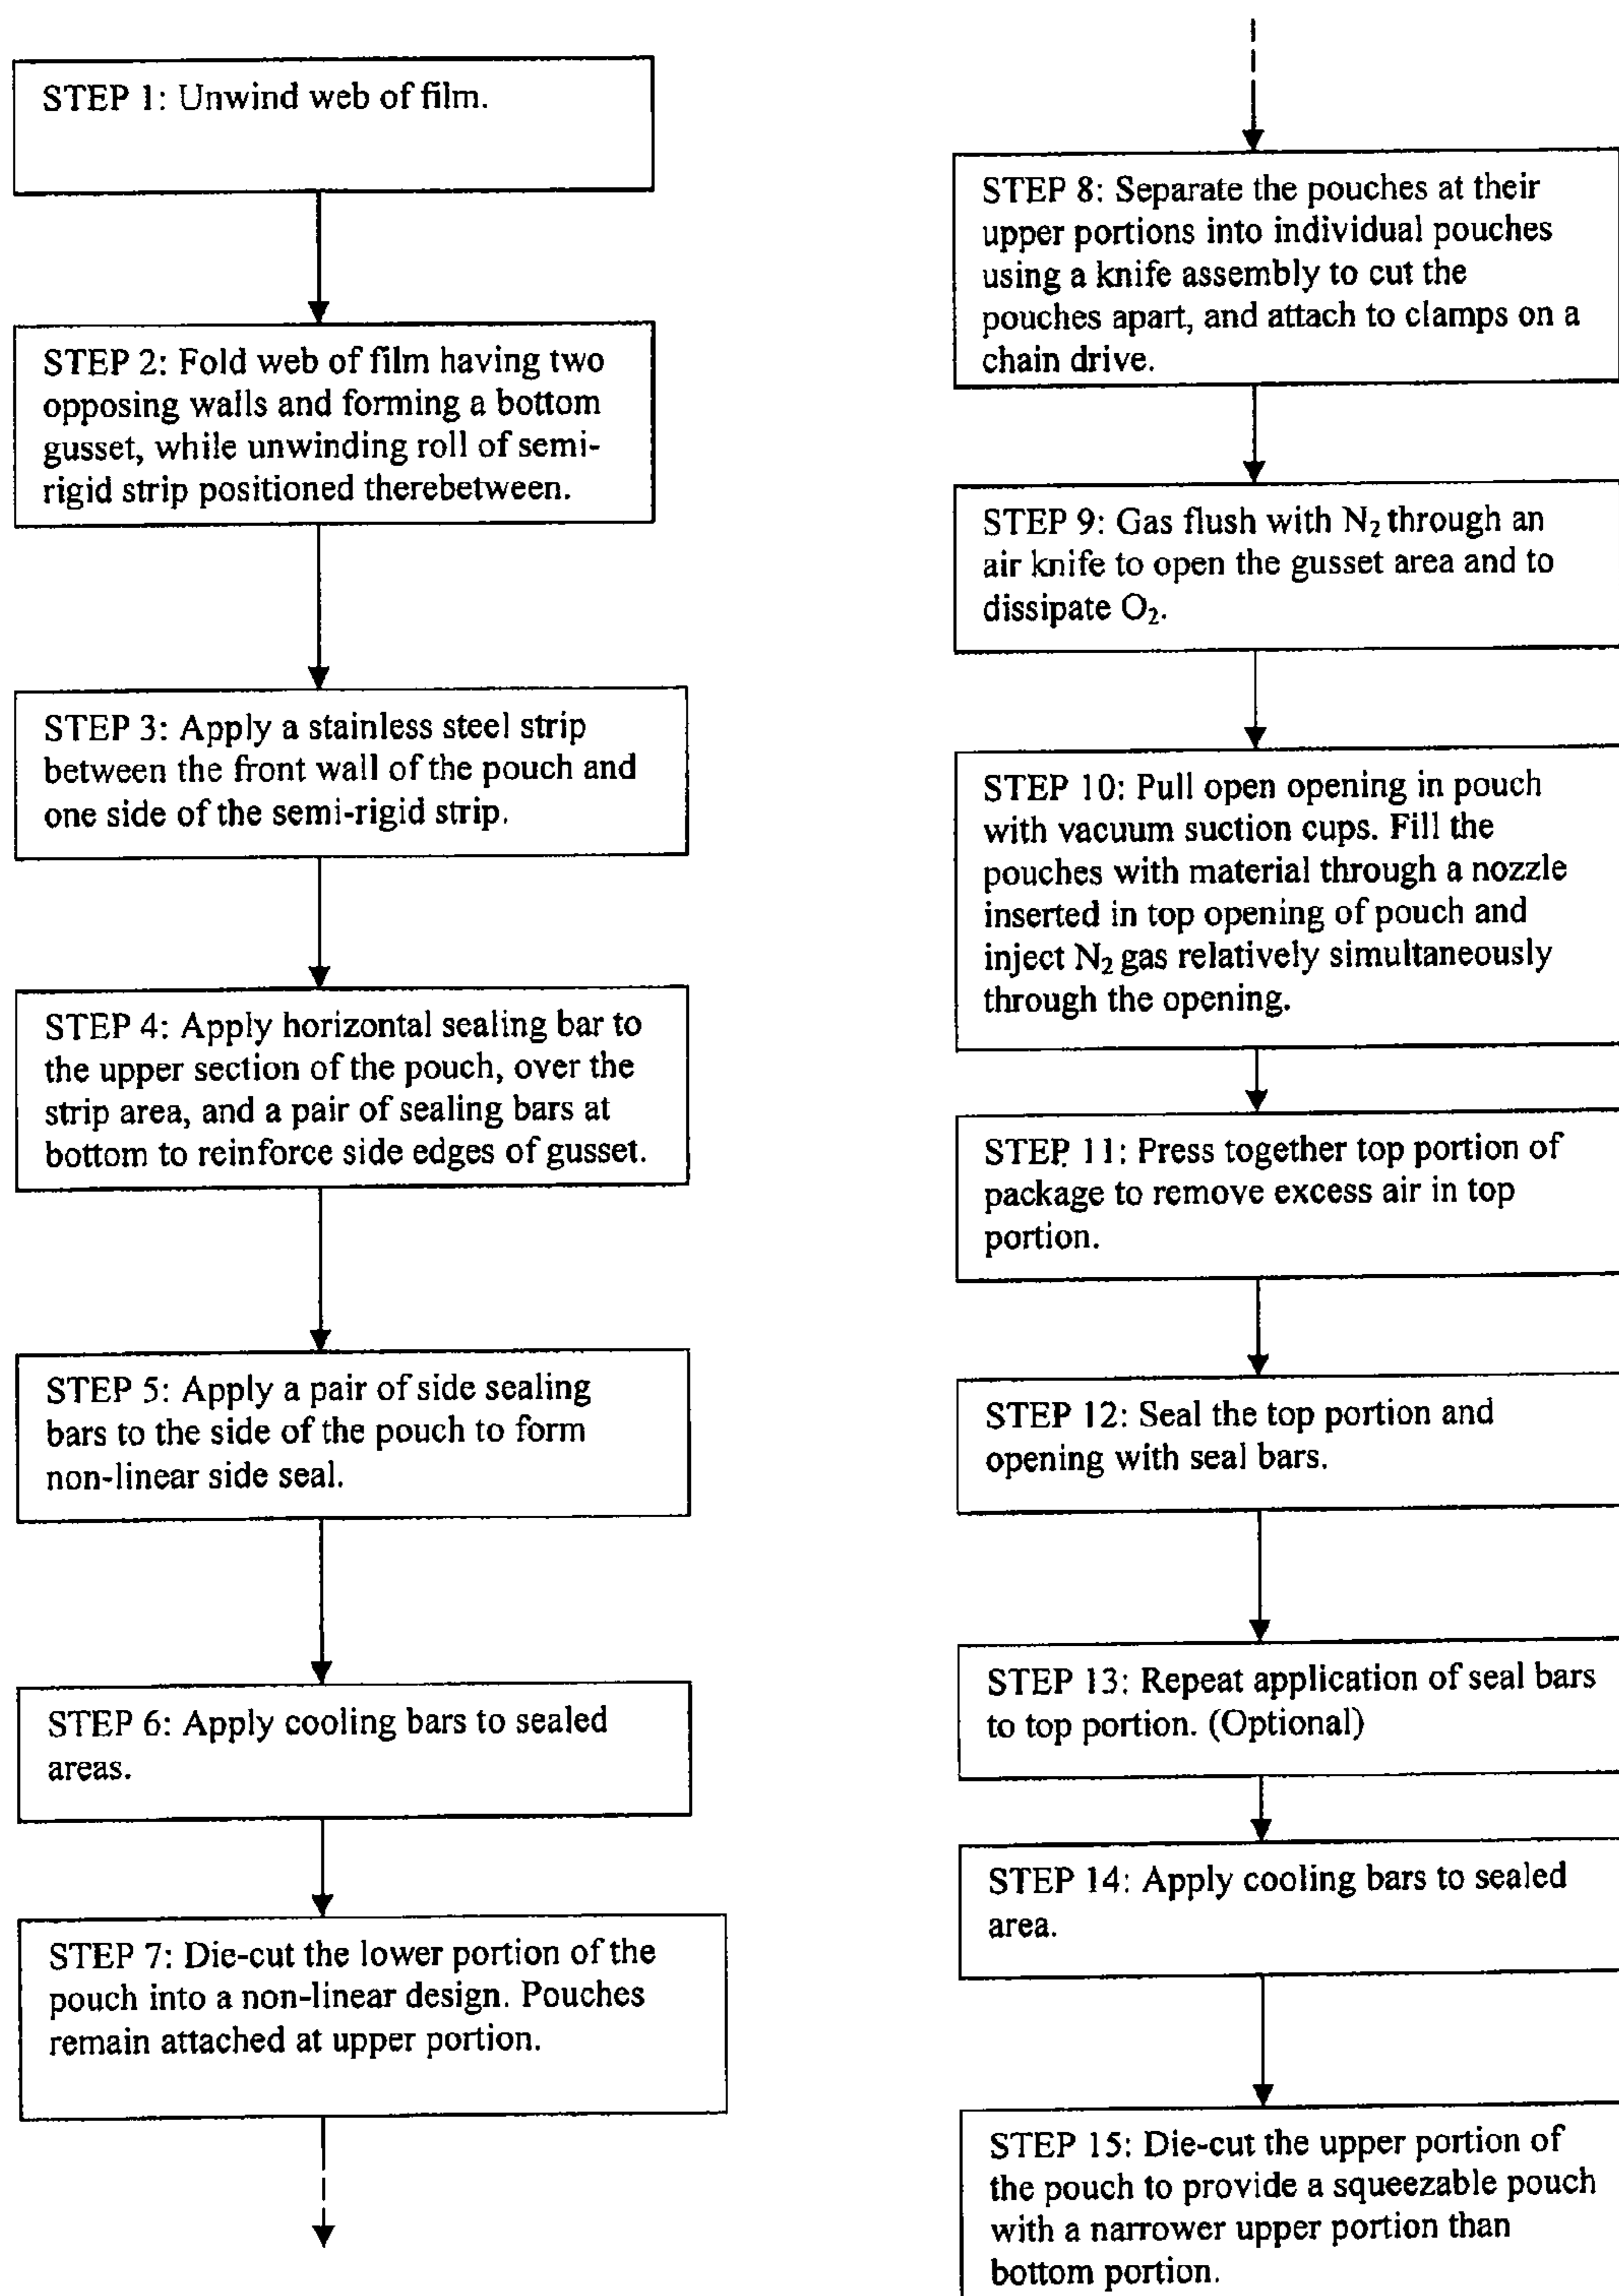 STEP 1: Unwind web of film.
STEP 2: Fold web of film having two
opposing walls and forming a bottom
gusset, while unwinding roll of semi-
rigid strip positioned therebetween.
STEP 3: Apply a stainless steel strip
between the front wall of the pouch and
one side of the semi-rigid strip.
STEP 4: Apply horizontal sealing bar to
the upper section of the pouch, over the
strip area, and a pair of sealing bars at
bottom to reinforce side edges of gusset.
STEP 5: Apply a pair of side sealing
bars to the side of the pouch to form
non-linear side seal.
STEP 6: Apply cooling bars to sealed
areas.
STEP 7: Die-cut the lower portion of the
pouch into a non-linear design. Pouches
remain attached at upper portion.
STEP 8: Separate the pouches at their
upper portions into individual pouches
using a knife assembly to cut the
pouches apart, and attach to clamps on a
chain drive.
STEP 9: Gas flush with N₂ through an
air knife to open the gusset area and to
dissipate O₂.
STEP 10: Pull open opening in pouch
with vacuum suction cups. Fill the
pouches with material through a nozzle
inserted in top opening of pouch and
inject N₂ gas relatively simultaneously
through the opening.
STEP 11: Press together top portion of
package to remove excess air in top
portion.
STEP 12: Seal the top portion and
opening with seal bars.
STEP 13: Repeat application of seal bars
to top portion. (Optional)
STEP 14: Apply cooling bars to sealed
area.
STEP 15: Die-cut the upper portion of
the pouch to provide a squeezable pouch
with a narrower upper portion than
bottom portion.